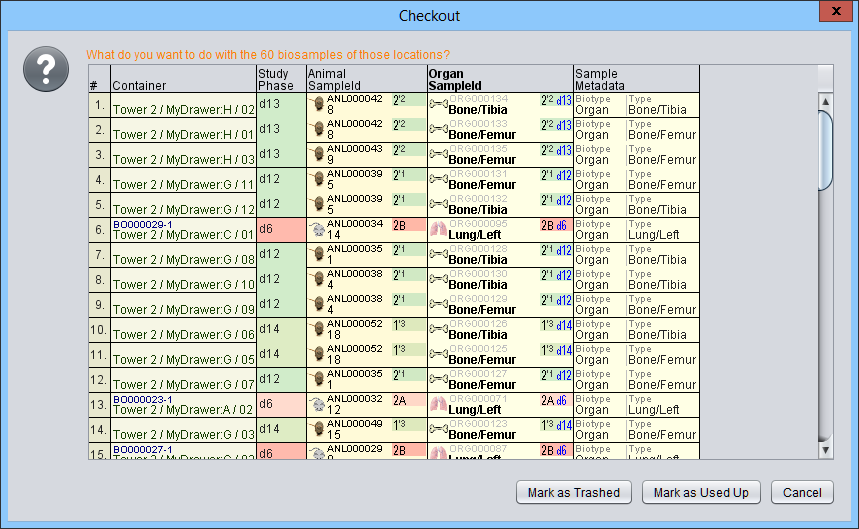 Checkout
x
?
What do you want to do with the 60 biosamples of those locations?
# Container Study Phase Animal SampleId Organ SampleId Sample Metadata
1. Tower 2 / MyDrawer:H / 02 d13 ANL000042 8 2'2 ORG000134 Bone/Tibia 2'2 d13 Biotype Organ Type Bone/Tibia
2. Tower 2 / MyDrawer:H / 01 d13 ANL000042 8 2'2 ORG000133 Bone/Femur 2'2 d13 Biotype Organ Type Bone/Femur
3. Tower 2 / MyDrawer:H / 03 d13 ANL000043 9 2'2 ORG000135 Bone/Femur 2'2 d13 Biotype Organ Type Bone/Femur
4. Tower 2 / MyDrawer:G / 11 d12 ANL000039 5 2'1 ORG000131 Bone/Femur 2'1 d12 Biotype Organ Type Bone/Femur
5. Tower 2 / MyDrawer:G / 12 d12 ANL000039 5 2'1 ORG000132 Bone/Tibia 2'1 d12 Biotype Organ Type Bone/Tibia
6. BO000029-1 Tower 2 / MyDrawer:C / 01 d6 ANL000034 14 2B ORG000095 Lung/Left 2B d6 Biotype Organ Type Lung/Left
7. Tower 2 / MyDrawer:G / 08 d12 ANL000035 1 2'1 ORG000128 Bone/Tibia 2'1 d12 Biotype Organ Type Bone/Tibia
8. Tower 2 / MyDrawer:G / 10 d12 ANL000038 4 2'1 ORG000130 Bone/Tibia 2'1 d12 Biotype Organ Type Bone/Tibia
9. Tower 2 / MyDrawer:G / 09 d12 ANL000038 4 2'1 ORG000129 Bone/Femur 2'1 d12 Biotype Organ Type Bone/Femur
10. Tower 2 / MyDrawer:G / 06 d14 ANL000052 18 1'3 ORG000126 Bone/Tibia 1'3 d14 Biotype Organ Type Bone/Tibia
11. Tower 2 / MyDrawer:G / 05 d14 ANL000052 18 1'3 ORG000125 Bone/Femur 1'3 d14 Biotype Organ Type Bone/Femur
12. Tower 2 / MyDrawer:G / 07 d12 ANL000035 1 2'1 ORG000127 Bone/Femur 2'1 d12 Biotype Organ Type Bone/Femur
13. BO000023-1 Tower 2 / MyDrawer:A / 02 d6 ANL000032 12 2A ORG000071 Lung/Left 2A d6 Biotype Organ Type Lung/Left
14. Tower 2 / MyDrawer:G / 03 d14 ANL000049 15 1'3 ORG000123 Bone/Femur 1'3 d14 Biotype Organ Type Bone/Femur
15. BO000027-1 d6 ANL000029 2B ORG000087 Lung/Left 2B d6 Biotype Organ Type Lung/Left
Mark as Trashed Mark as Used Up Cancel